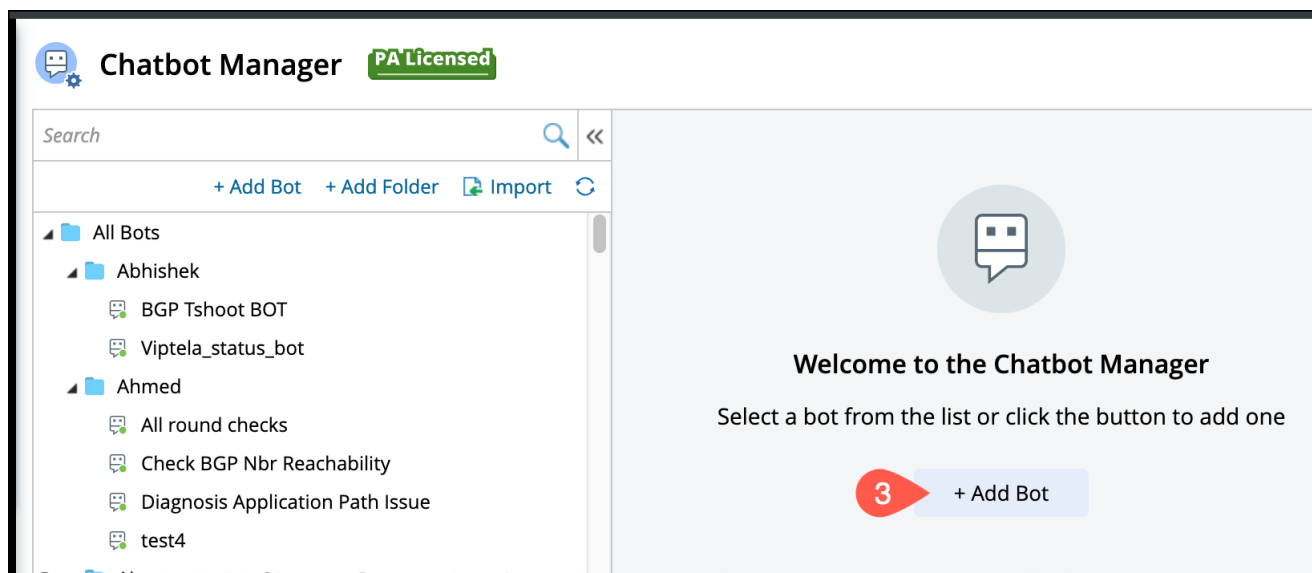 Chatbot Manager PA Licensed
Search
+ Add Bot + Add Folder Import
All Bots
Abhishek
BGP Tshoot BOT
Viptela_status_bot
Ahmed
All round checks
Check BGP Nbr Reachability
Diagnosis Application Path Issue
test4
Welcome to the Chatbot Manager
Select a bot from the list or click the button to add one
3 + Add Bot